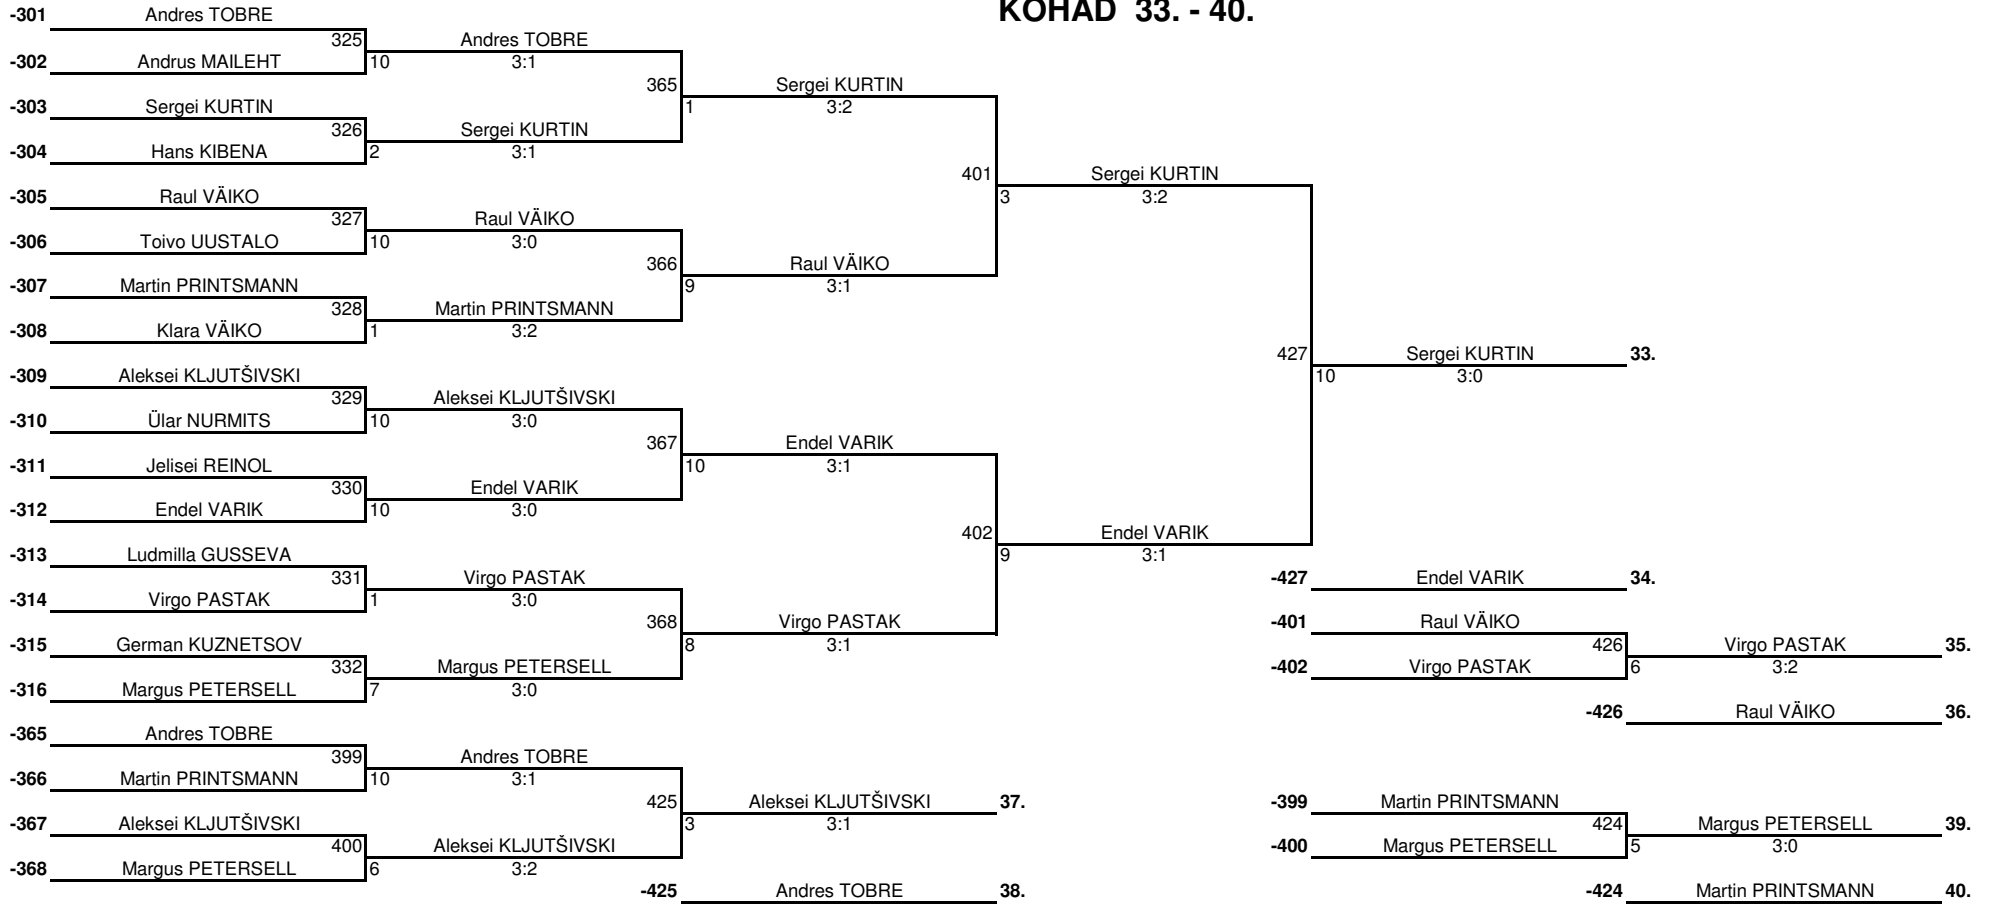 KOHAD 33. - 40.
-301 Andres TOBRE
325 Andres TOBRE
-302 Andrus MAILEHT 10 3:1
365 Sergei KURTIN
-303 Sergei KURTIN 1 3:2
326 Sergei KURTIN
-304 Hans KIBENA 2 3:1
401 Sergei KURTIN
-305 Raul VÄIKO 3 3:2
327 Raul VÄIKO
-306 Toivo UUSTALO 10 3:0
366 Raul VÄIKO
-307 Martin PRINTSMANN 9 3:1
328 Martin PRINTSMANN
-308 Klara VÄIKO 1 3:2
427 Sergei KURTIN 33.
-309 Aleksei KLJUTŠIVSKI 10 3:0
329 Aleksei KLJUTŠIVSKI
-310 Ülar NURMITS 10 3:0
367 Endel VARIK
-311 Jelisei REINOL 10 3:1
330 Endel VARIK
-312 Endel VARIK 10 3:0
402 Endel VARIK
-313 Ludmilla GUSSEVA 9 3:1
331 Virgo PASTAK -427 Endel VARIK 34.
-314 Virgo PASTAK 1 3:0
368 Virgo PASTAK -401 Raul VÄIKO
-315 German KUZNETSOV 8 3:1 426 Virgo PASTAK 35.
332 Margus PETERSELL -402 Virgo PASTAK 6 3:2
-316 Margus PETERSELL 7 3:0
-426 Raul VÄIKO 36.
-365 Andres TOBRE
399 Andres TOBRE
-366 Martin PRINTSMANN 10 3:1
425 Aleksei KLJUTŠIVSKI 37. -399 Martin PRINTSMANN
-367 Aleksei KLJUTŠIVSKI 3 3:1 424 Margus PETERSELL 39.
400 Aleksei KLJUTŠIVSKI -400 Margus PETERSELL 5 3:0
-368 Margus PETERSELL 6 3:2
-425 Andres TOBRE 38. -424 Martin PRINTSMANN 40.